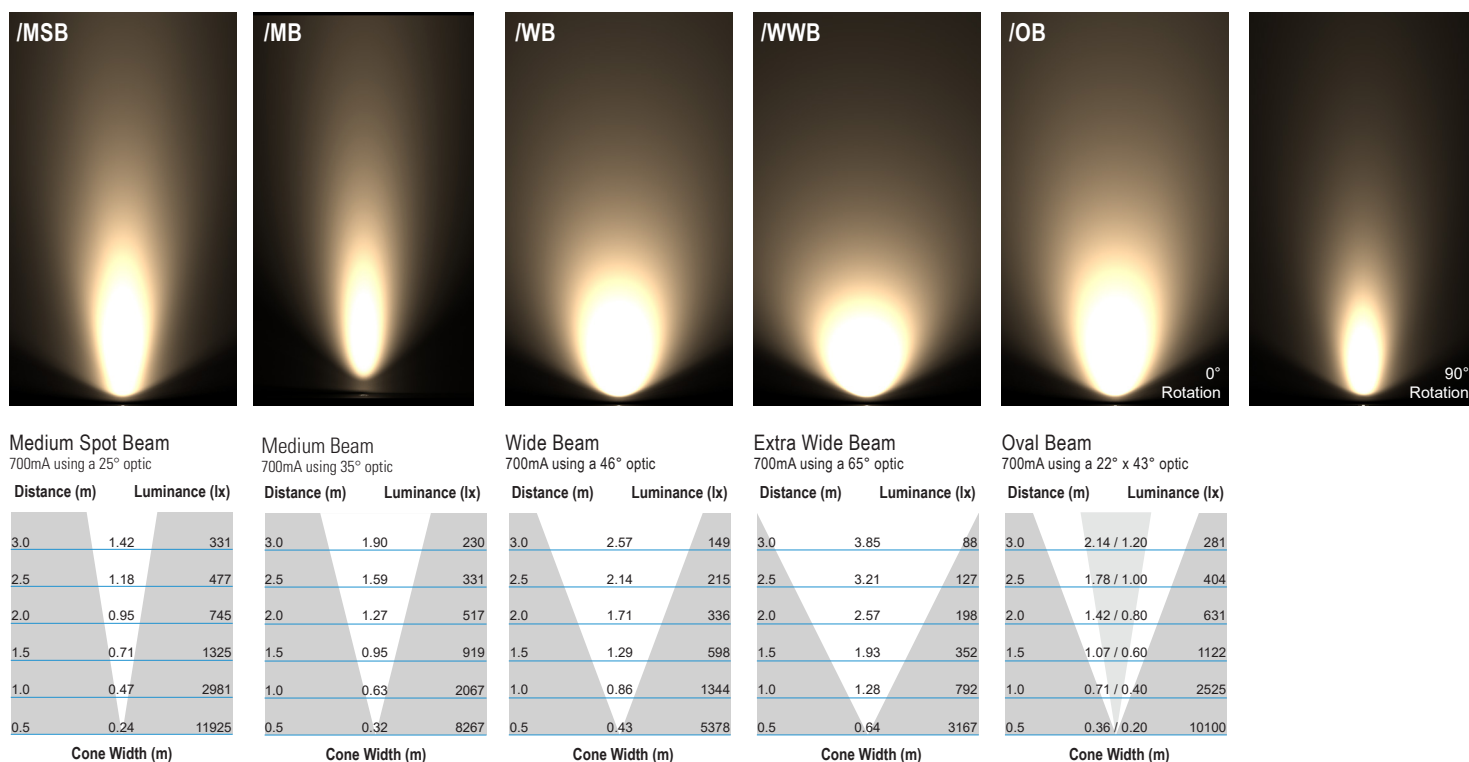 /MSB
/MB
/WB
/WWB
/OB
0°
Rotation
90°
Rotation
Medium Spot Beam
700mA using a 25° optic
Distance (m) Luminance (lx)
3.0 1.42 331
2.5 1.18 477
2.0 0.95 745
1.5 0.71 1325
1.0 0.47 2981
0.5 0.24 11925
Cone Width (m)
Medium Beam
700mA using 35° optic
Distance (m) Luminance (lx)
3.0 1.90 230
2.5 1.59 331
2.0 1.27 517
1.5 0.95 919
1.0 0.63 2067
0.5 0.32 8267
Cone Width (m)
Wide Beam
700mA using a 46° optic
Distance (m) Luminance (lx)
3.0 2.57 149
2.5 2.14 215
2.0 1.71 336
1.5 1.29 598
1.0 0.86 1344
0.5 0.43 5378
Cone Width (m)
Extra Wide Beam
700mA using a 65° optic
Distance (m) Luminance (lx)
3.0 3.85 88
2.5 3.21 127
2.0 2.57 198
1.5 1.93 352
1.0 1.28 792
0.5 0.64 3167
Cone Width (m)
Oval Beam
700mA using a 22° x 43° optic
Distance (m) Luminance (lx)
3.0 2.14 / 1.20 281
2.5 1.78 / 1.00 404
2.0 1.42 / 0.80 631
1.5 1.07 / 0.60 1122
1.0 0.71 / 0.40 2525
0.5 0.36 / 0.20 10100
Cone Width (m)